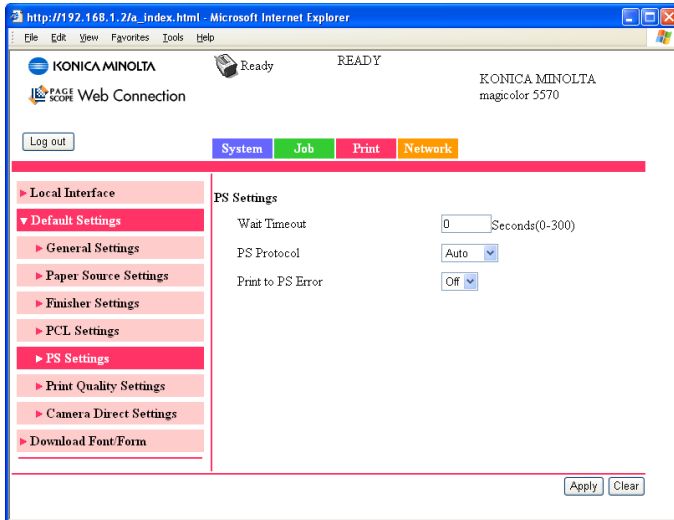 http://192.168.1.2/a_index.html - Microsoft Internet Explorer
File Edit View Favorites Tools Help
KONICA MINOLTA
Ready
READY
KONICA MINOLTA
magicolor 5570
PAGE SCOPE Web Connection
Log out
System Job Print Network
Local Interface
Default Settings
General Settings
Paper Source Settings
Finisher Settings
PCL Settings
PS Settings
Print Quality Settings
Camera Direct Settings
Download Font/Form
PS Settings
Wait Timeout 0 Seconds(0-300)
PS Protocol Auto
Print to PS Error Off
Apply Clear